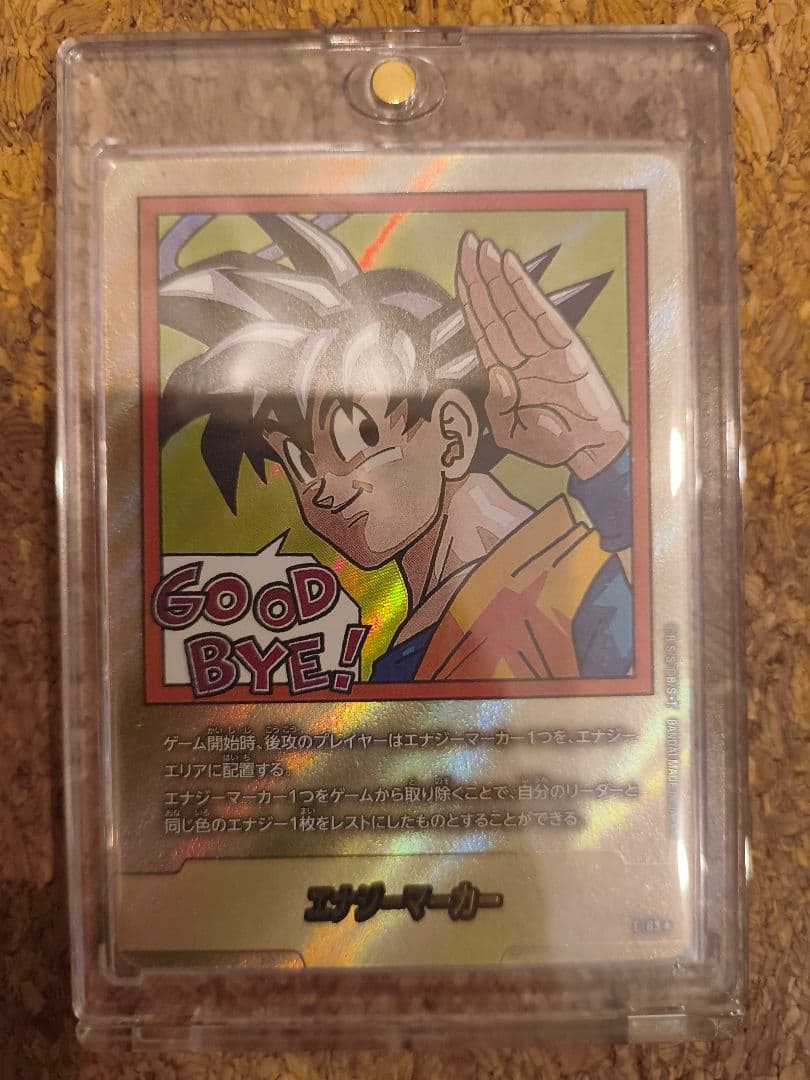 GOOD
BYE!
ゲーム開始時、後攻のプレイヤーはエナジーマーカー1つを、エナジー
エリアに配置する。
エナジーマーカー1つをゲームから取り除くことで、自分のリーダーと
同じ色のエナジー1枚をレストにしたものとすることができる。
エナジーマーカー